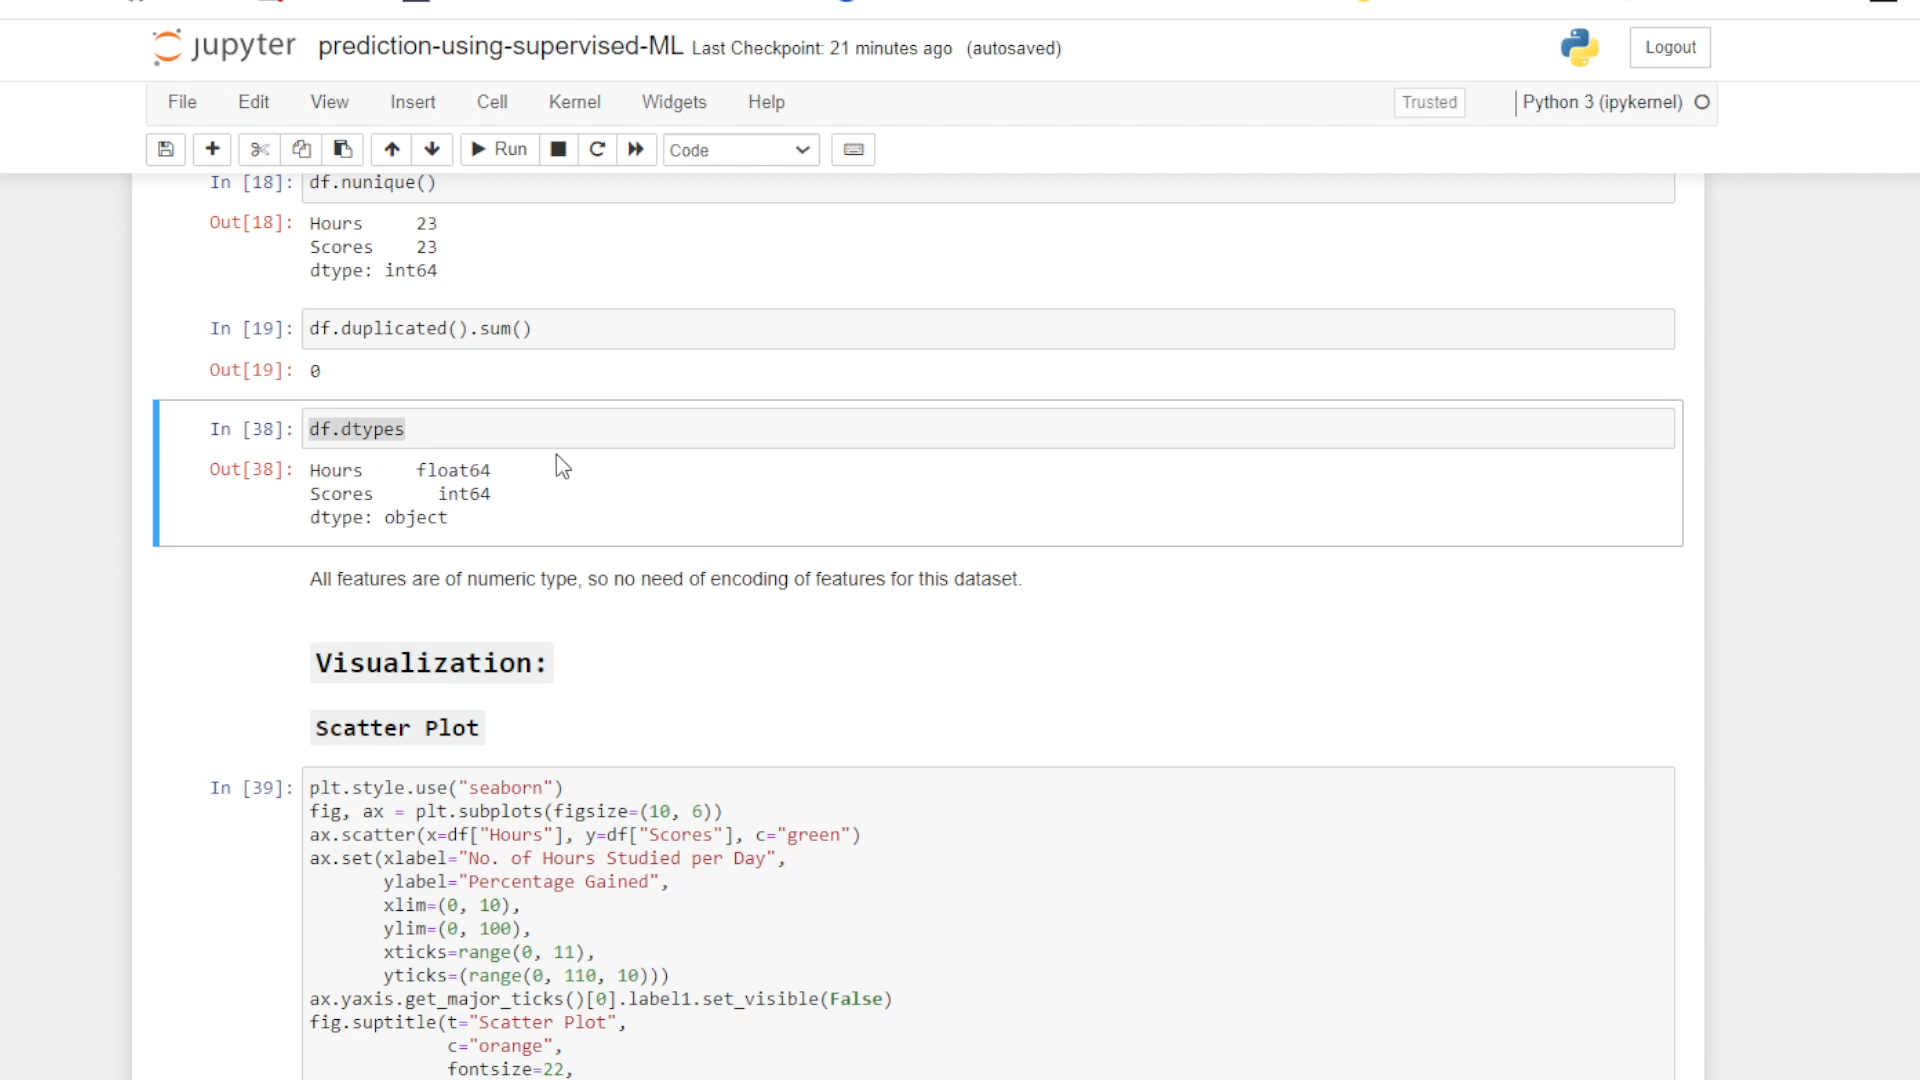 jupyter prediction-using-supervised-ML Last Checkpoint: 21 minutes ago (autosaved) Logout
File Edit View Insert Cell Kernel Widgets Help Trusted Python 3 (ipykernel)
Run Code
In [18]: df.nunique()
Out[18]: Hours 23
Scores 23
dtype: int64
In [19]: df.duplicated().sum()
Out[19]: 0
In [38]: df.dtypes
Out[38]: Hours float64
Scores int64
dtype: object
All features are of numeric type, so no need of encoding of features for this dataset.
Visualization:
Scatter Plot
In [39]: plt.style.use("seaborn")
fig, ax = plt.subplots(figsize=(10, 6))
ax.scatter(x=df["Hours"], y=df["Scores"], c="green")
ax.set(xlabel="No. of Hours Studied per Day",
ylabel="Percentage Gained",
xlim=(0, 10),
ylim=(0, 100),
xticks=range(0, 11),
yticks=(range(0, 110, 10)))
ax.yaxis.get_major_ticks()[0].label1.set_visible(False)
fig.suptitle(t="Scatter Plot",
c="orange",
fontsize=22,